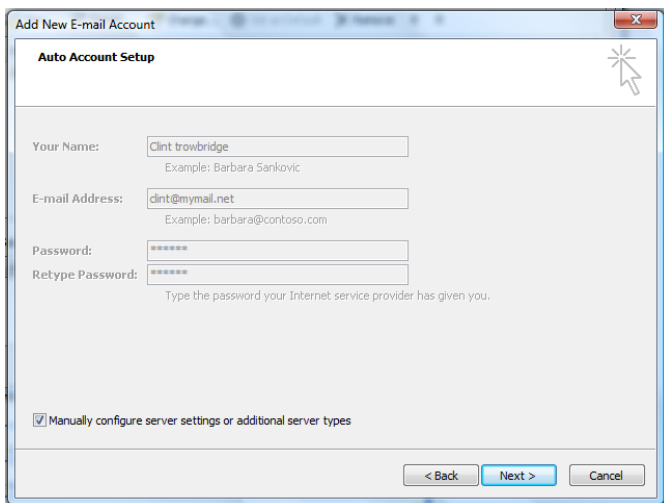 Add New E-mail Account
Auto Account Setup
Your Name: Clint trowbridge
Example: Barbara Sankovic
E-mail Address: clint@mymail.net
Example: barbara@contoso.com
Password: ******
Retype Password: ******
Type the password your Internet service provider has given you.
Manually configure server settings or additional server types
< Back Next > Cancel